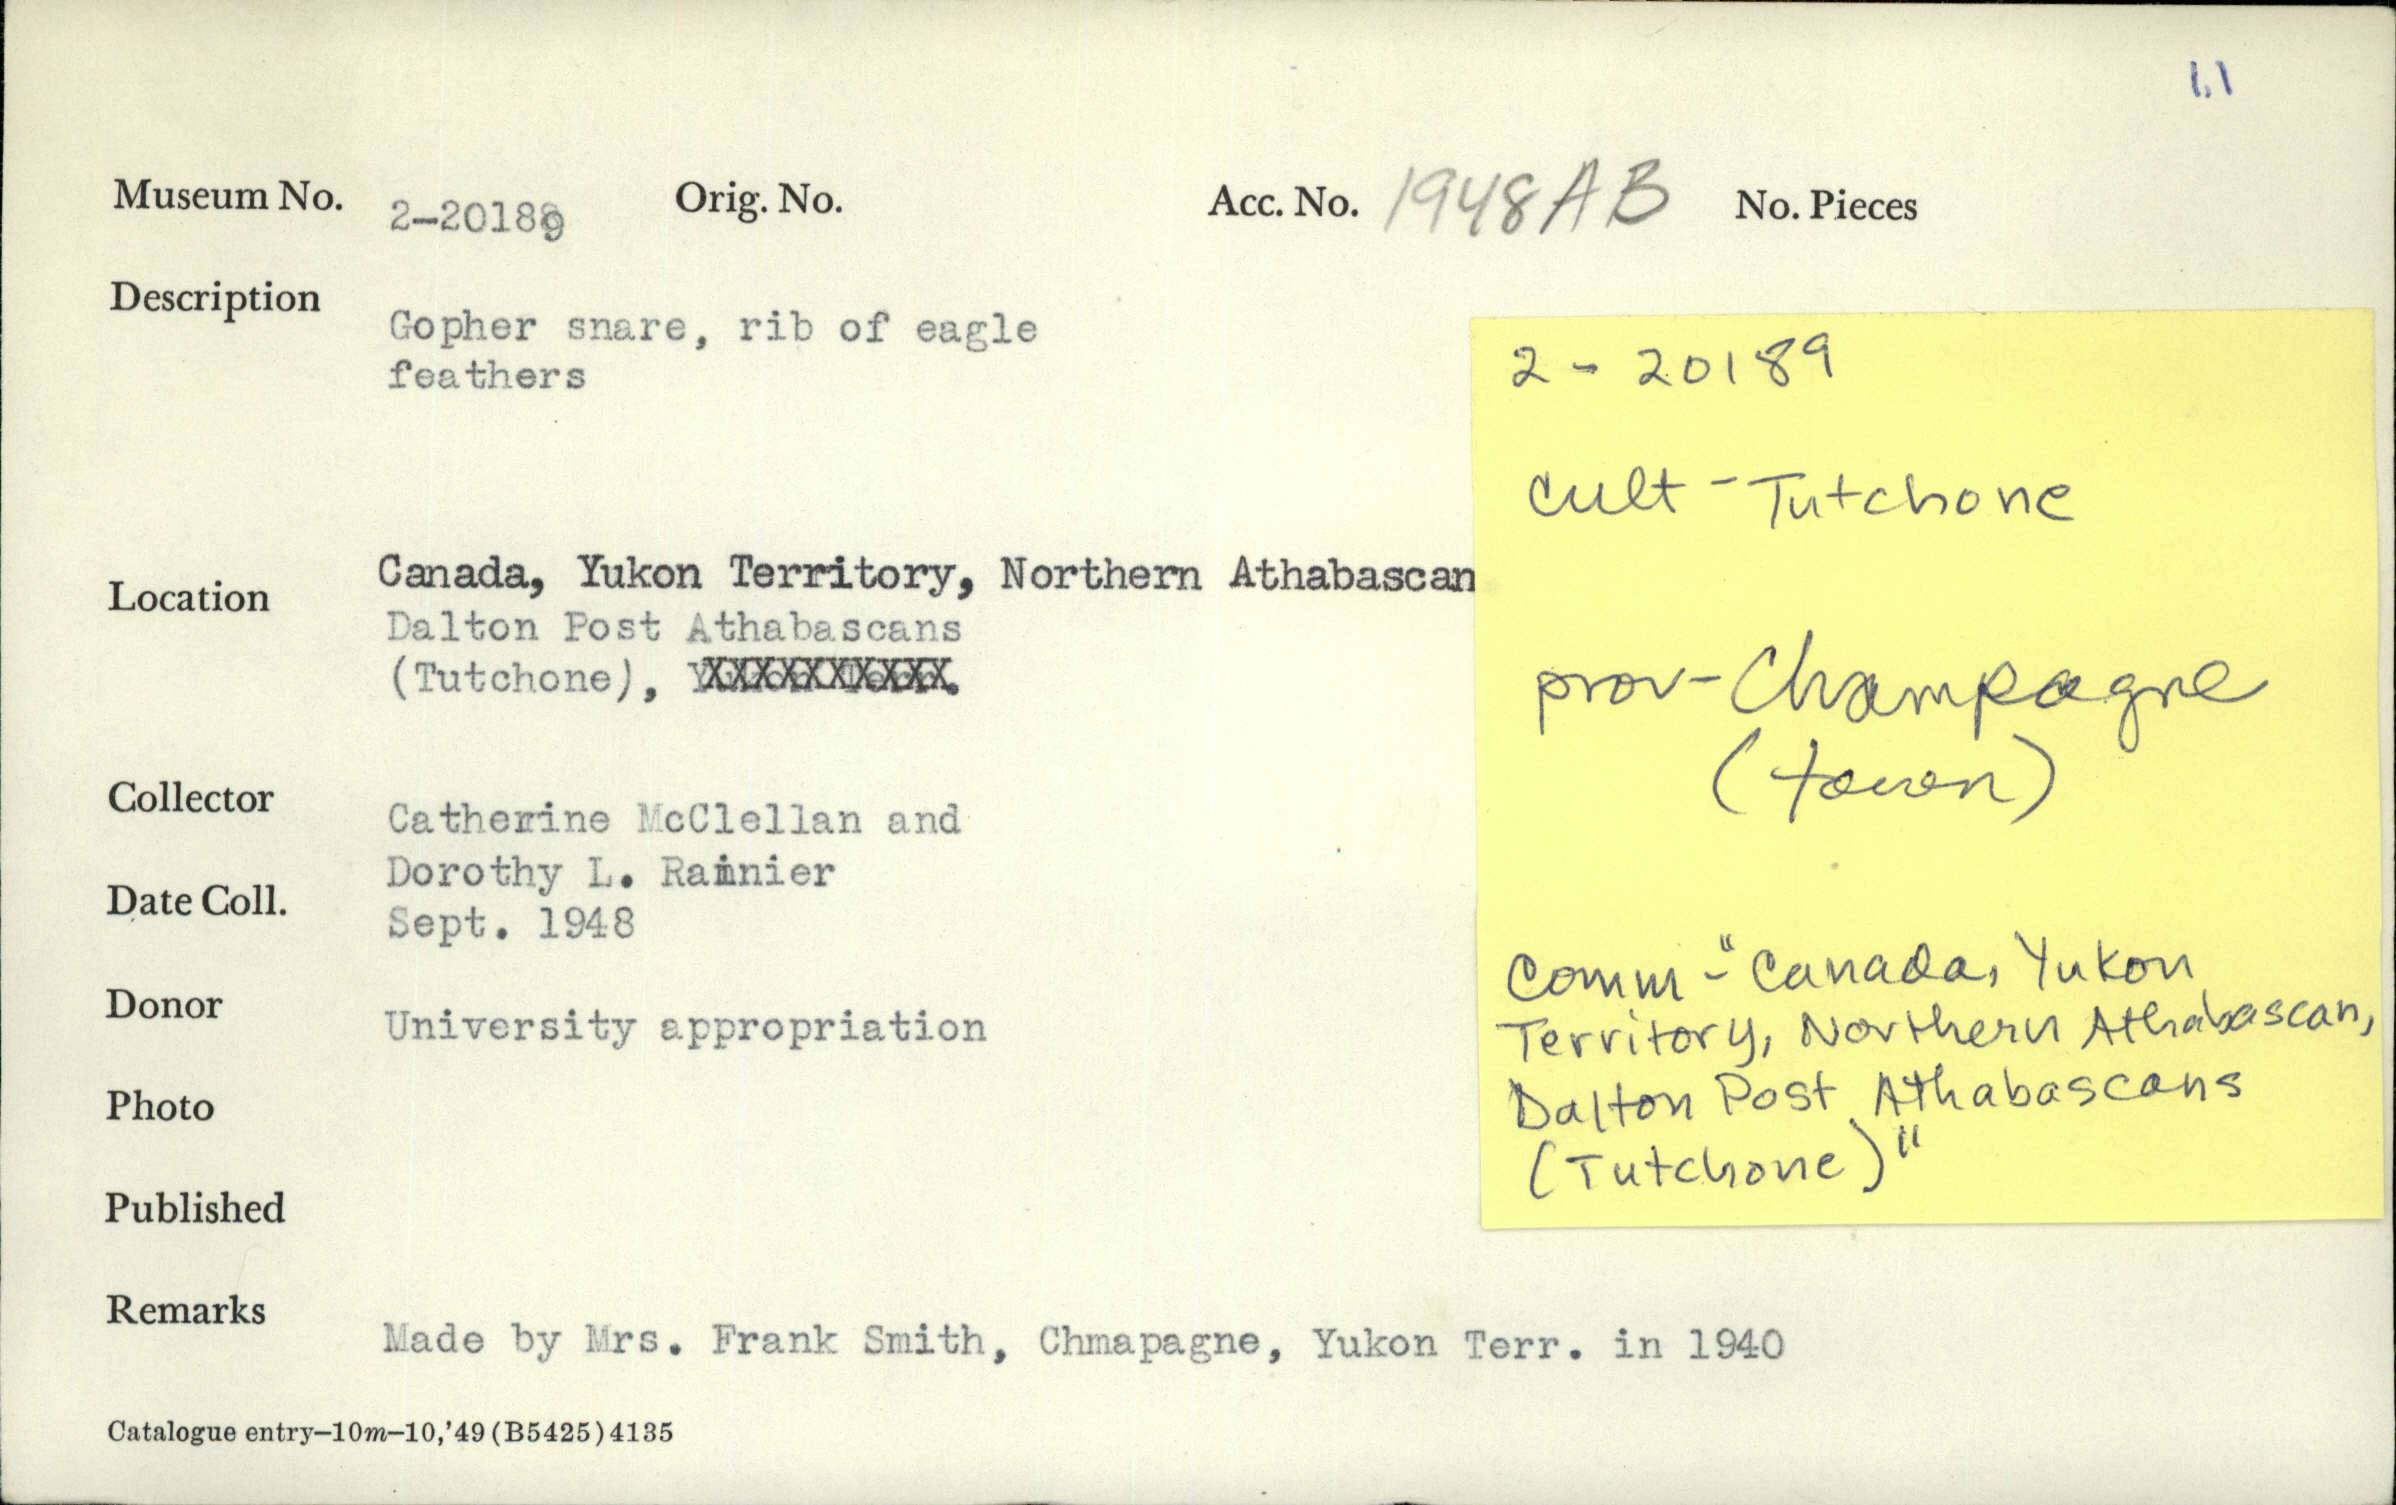 1.1
Museum No. 2-20189 Orig. No. Acc. No. 1948AB No. Pieces
Description Gopher snare, rib of eagle
feathers
Location Canada, Yukon Territory, Northern Athabascan
Dalton Post Athabascans
(Tutchone), Yukon Terr.
Collector Catherine McClellan and
Dorothy L. Rainnier
Date Coll. Sept. 1948
Donor University appropriation
Photo
Published
Remarks Made by Mrs. Frank Smith, Chmapagne, Yukon Terr. in 1940
Catalogue entry—10m—10,'49 (B5425) 4135
2-20189
Cult - Tutchone
prov - Champagne
(town)
Comm - "Canada, Yukon
Territory, Northern Athabascan,
Dalton Post Athabascans
(Tutchone)"